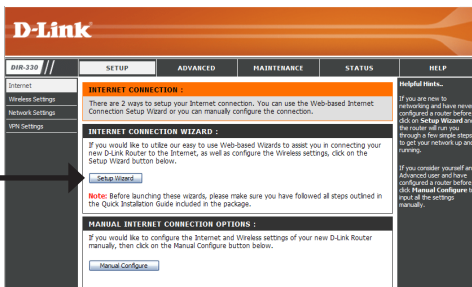 D-Link
DIR-330
SETUP
ADVANCED
MAINTENANCE
STATUS
HELP
Internet
Wireless Settings
Network Settings
VPN Settings
INTERNET CONNECTION :
There are 2 ways to setup your Internet connection. You can use the Web-based Internet
Connection Setup Wizard or you can manually configure the connection.
INTERNET CONNECTION WIZARD :
If you would like to utilize our easy to use Web-based Wizards to assist you in connecting your
new D-Link Router to the Internet, as well as configure the Wireless settings, click on the
Setup Wizard button below.
Setup Wizard
Note: Before launching these wizards, please make sure you have followed all steps outlined in
the Quick Installation Guide included in the package.
MANUAL INTERNET CONNECTION OPTIONS :
If you would like to configure the Internet and Wireless settings of your new D-Link Router
manually, then click on the Manual Configure button below.
Manual Configure
Helpful Hints..
If you are new to
networking and have never
configured a router before,
click on Setup Wizard and
the router will run you
through a few simple steps
to get your network up and
running.
If you consider yourself an
Advanced user and have
configured a router before,
click Manual Configure to
input all the settings
manually.